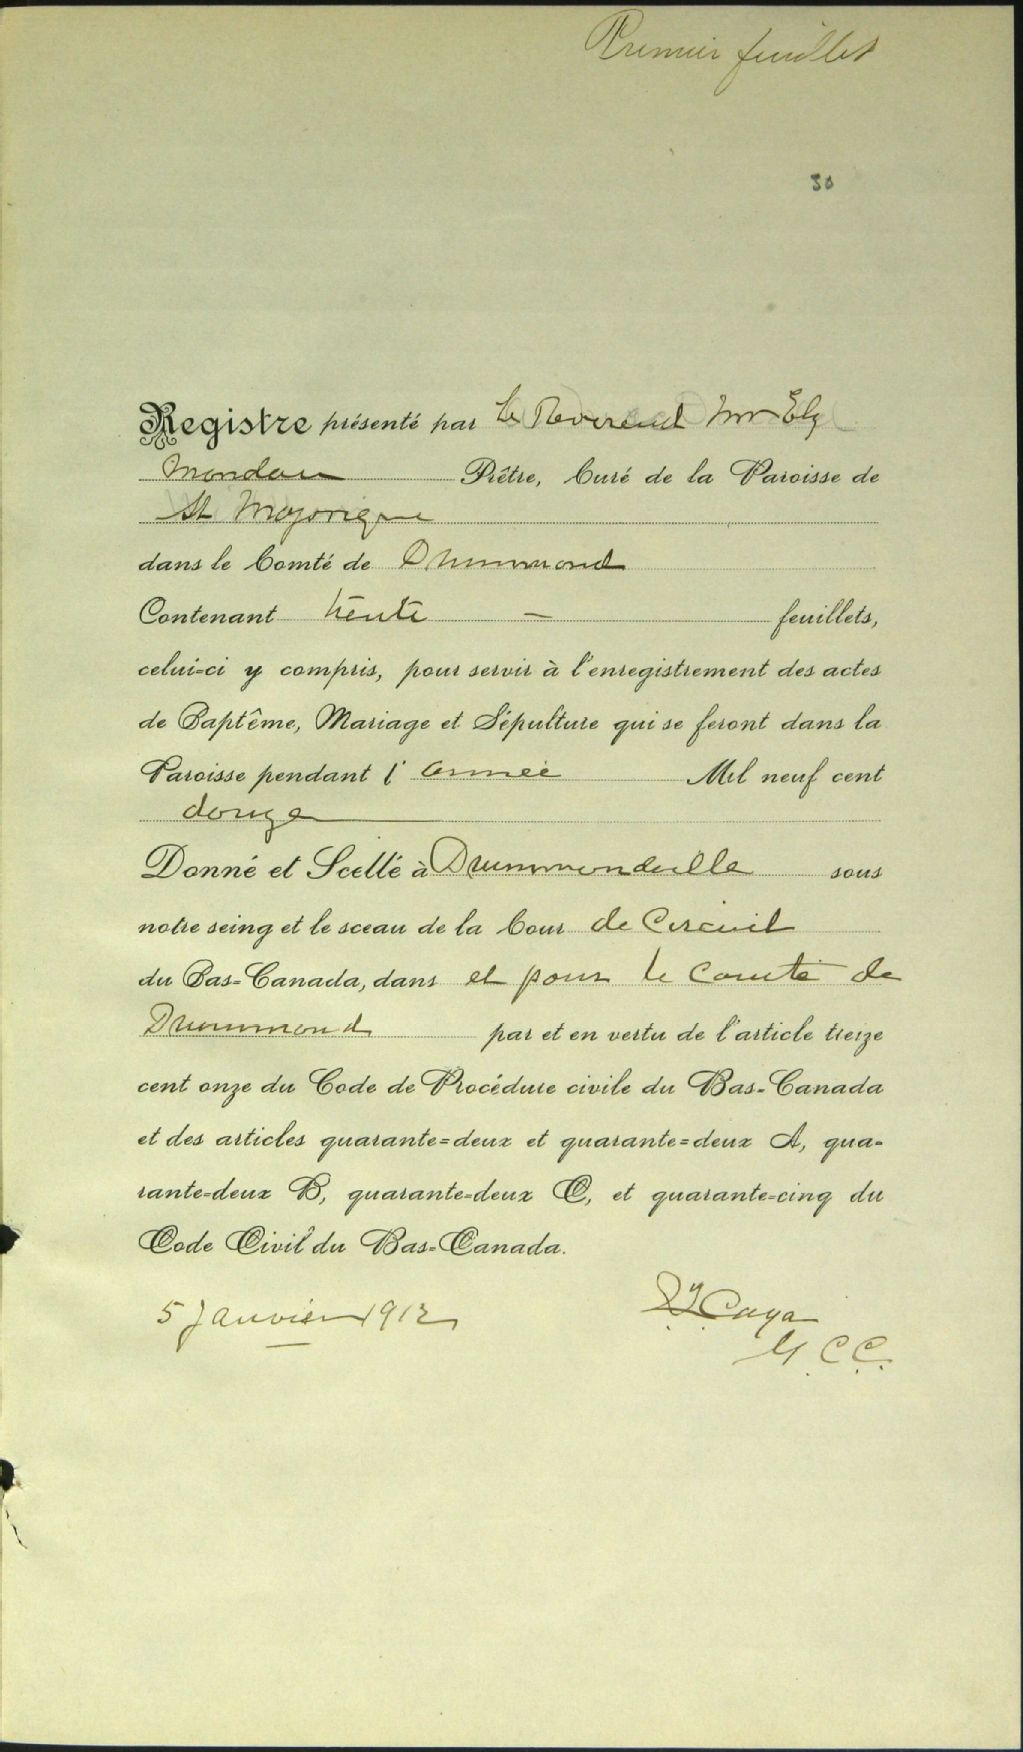 Premier feuillet
30
Registre présenté par le Révérend Mr Elz
Mondou Prêtre, Curé de la Paroisse de
St Majorique
dans le Comté de Drummond
Contenant trente — feuillets,
celui-ci y compris, pour servir à l'enregistrement des actes
de Baptême, Mariage et Sépulture qui se feront dans la
Paroisse pendant l'année Mil neuf cent
douze
Donné et Scellé à Drummondville sous
notre seing et le sceau de la Cour de Circuit
du Bas-Canada, dans et pour le Comté de
Drummond par et en vertu de l'article treize
cent onze du Code de Procédure civile du Bas-Canada
et des articles quarante-deux et quarante-deux A, qua-
rante-deux B, quarante-deux C, et quarante-cinq du
Code Civil du Bas-Canada.
5 Janvier 1912 Caya
G. C. C.